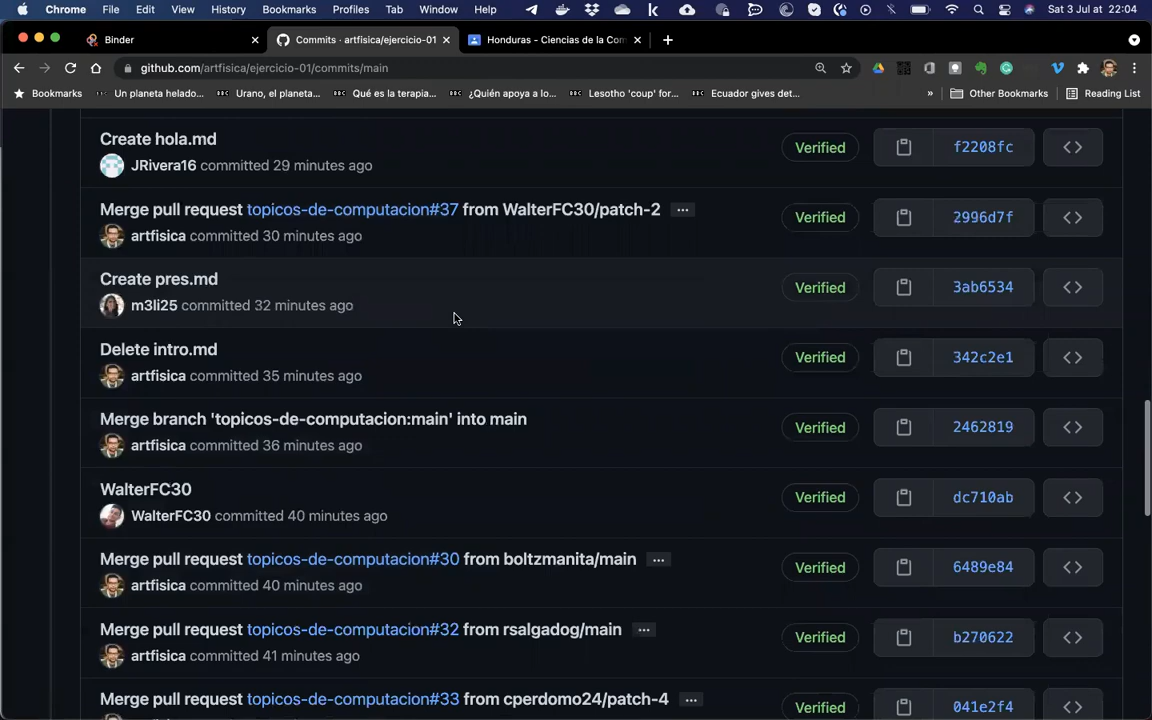 Chrome File Edit View History Bookmarks Profiles Tab Window Help Sat 3 Jul at 22:04
Binder Commits · artfisica/ejercicio-01 Honduras - Ciencias de la Com
github.com/artfisica/ejercicio-01/commits/main
Bookmarks Un planeta helado... Urano, el planeta... Qué es la terapia... ¿Quién apoya a lo... Lesotho 'coup' for... Ecuador gives det... » Other Bookmarks Reading List
Create hola.md
JRivera16 committed 29 minutes ago
Verified f2208fc
Merge pull request topicos-de-computacion#37 from WalterFC30/patch-2 ...
artfisica committed 30 minutes ago
Verified 2996d7f
Create pres.md
m3li25 committed 32 minutes ago
Verified 3ab6534
Delete intro.md
artfisica committed 35 minutes ago
Verified 342c2e1
Merge branch 'topicos-de-computacion:main' into main
artfisica committed 36 minutes ago
Verified 2462819
WalterFC30
WalterFC30 committed 40 minutes ago
Verified dc710ab
Merge pull request topicos-de-computacion#30 from boltzmanita/main ...
artfisica committed 40 minutes ago
Verified 6489e84
Merge pull request topicos-de-computacion#32 from rsalgadog/main ...
artfisica committed 41 minutes ago
Verified b270622
Merge pull request topicos-de-computacion#33 from cperdomo24/patch-4 ...
Verified 041e2f4